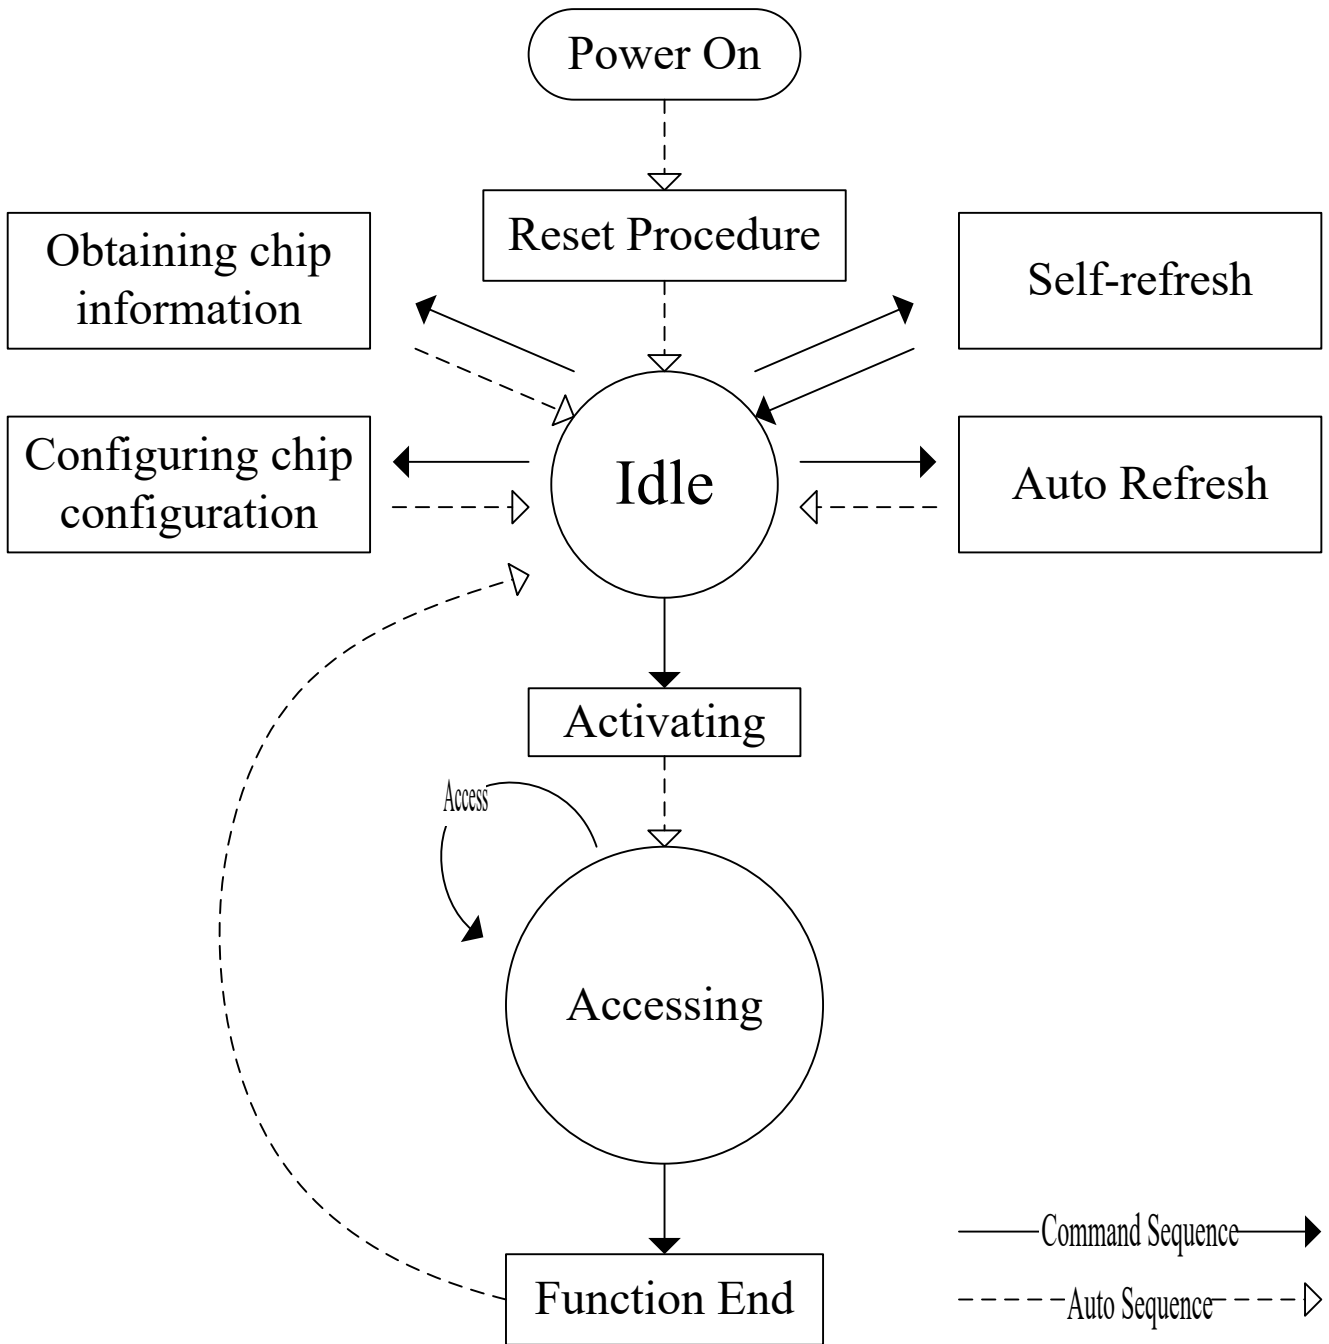 Power On
Reset Procedure
Obtaining chip
information
Self-refresh
Configuring chip
configuration
Idle
Auto Refresh
Activating
Access
Accessing
Command Sequence
Function End
Auto Sequence